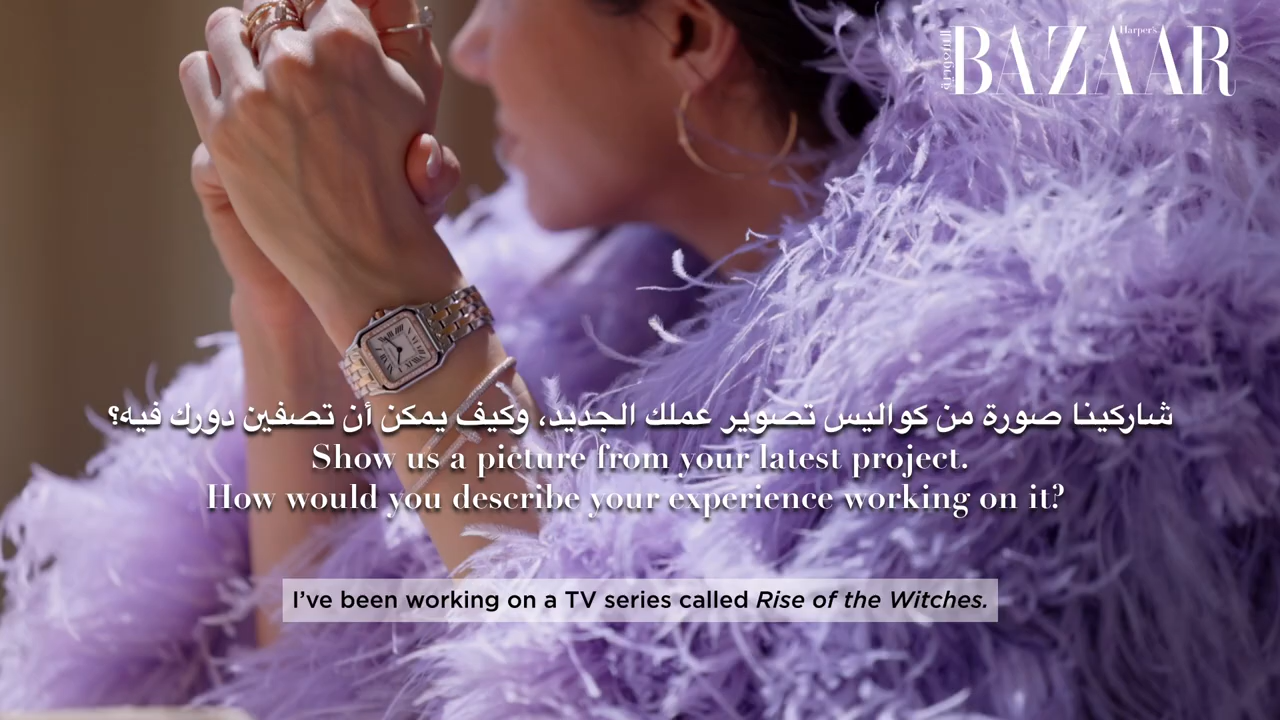 Harper's
BAZAAR
شاركينا صورة من كواليس تصوير عملك الجديد، وكيف يمكن أن تصفين دورك فيه؟
Show us a picture from your latest project.
How would you describe your experience working on it?
I've been working on a TV series called Rise of the Witches.